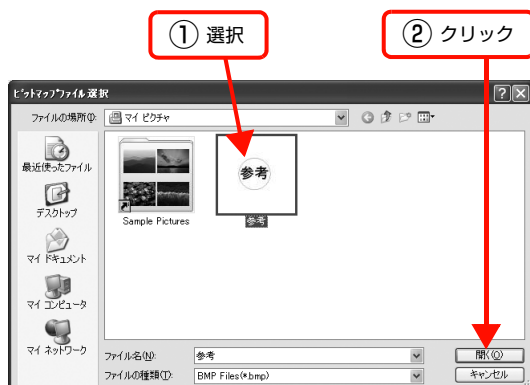 ① 選択
② クリック
ビットマップファイル選択
ファイルの場所(I):
マイ ピクチャ
最近使ったファイル
デスクトップ
マイ ドキュメント
マイ コンピュータ
マイ ネットワーク
Sample Pictures
参考
参考
ファイル名(N):
参考
開く(O)
ファイルの種類(T):
BMP Files(*.bmp)
キャンセル